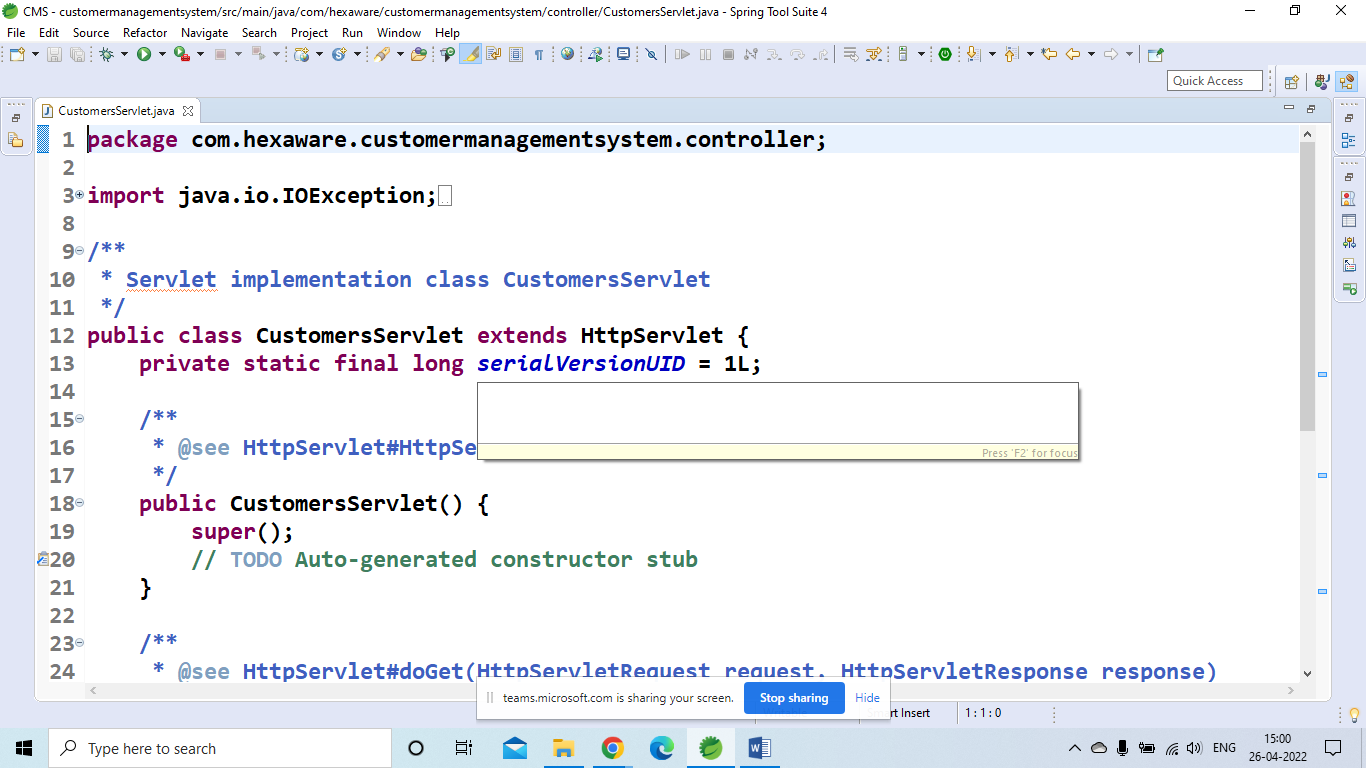 CMS - customermanagementsystem/src/main/java/com/hexaware/customermanagementsystem/controller/CustomersServlet.java - Spring Tool Suite 4
File Edit Source Refactor Navigate Search Project Run Window Help
Quick Access
CustomersServlet.java
1 package com.hexaware.customermanagementsystem.controller;
2
3 import java.io.IOException;
8
9 /**
10 * Servlet implementation class CustomersServlet
11 */
12 public class CustomersServlet extends HttpServlet {
13 private static final long serialVersionUID = 1L;
14
15 /**
16 * @see HttpServlet#HttpSe
Press 'F2' for focus
17 */
18 public CustomersServlet() {
19 super();
20 // TODO Auto-generated constructor stub
21 }
22
23 /**
24 * @see HttpServlet#doGet(HttpServletRequest request, HttpServletResponse response)
teams.microsoft.com is sharing your screen. Stop sharing Hide
Insert 1 : 1 : 0
Type here to search
ENG
15:00
26-04-2022